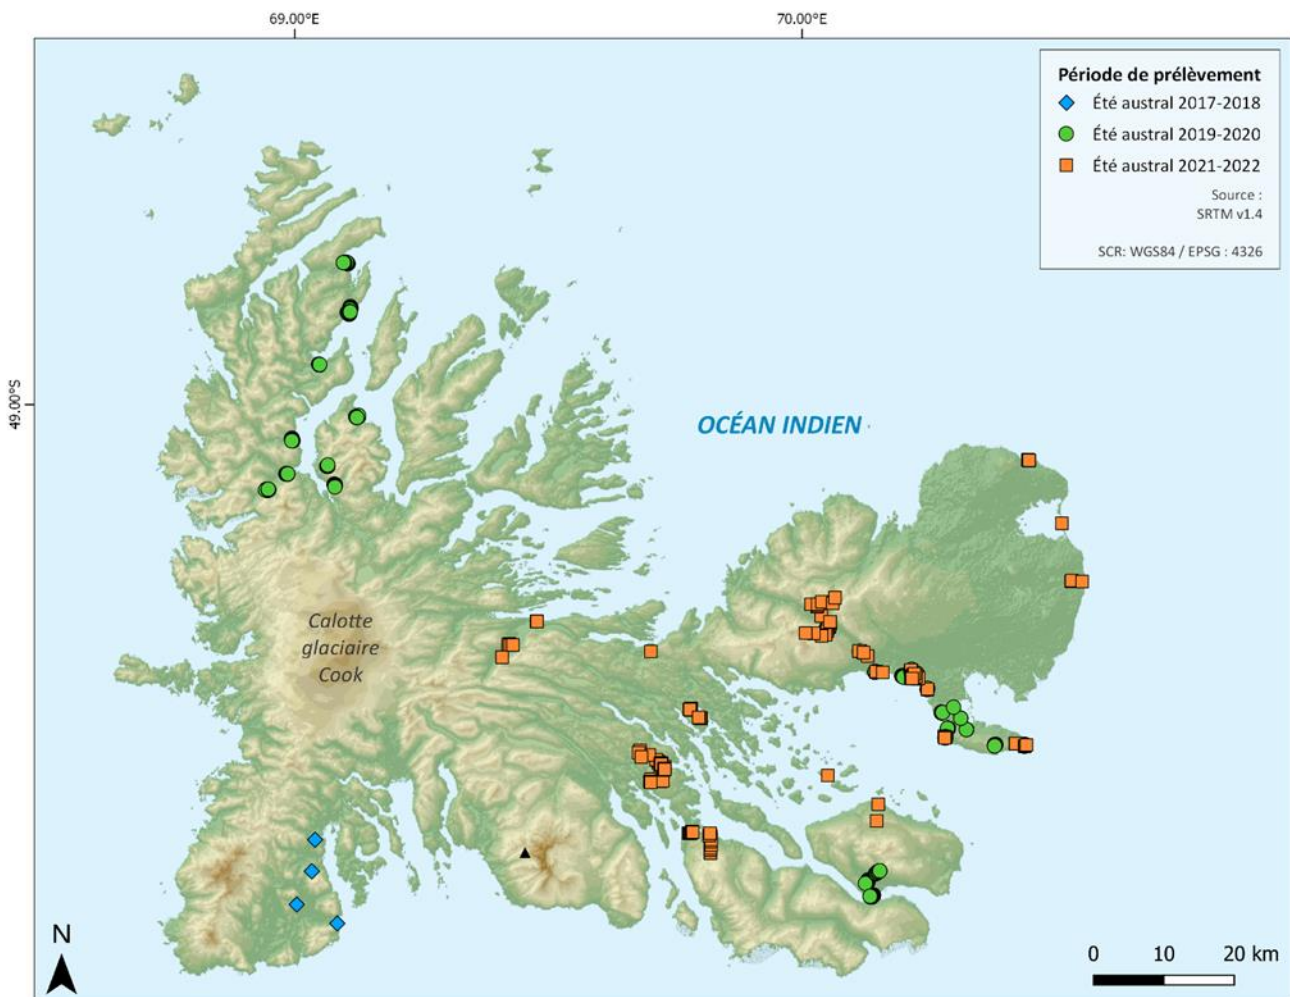 69.00°E
70.00°E
Période de prélèvement
Été austral 2017-2018
Été austral 2019-2020
Été austral 2021-2022
Source :
SRTM v1.4
SCR: WGS84 / EPSG : 4326
49.00°S
OCÉAN INDIEN
Calotte
glaciaire
Cook
N
0 10 20 km